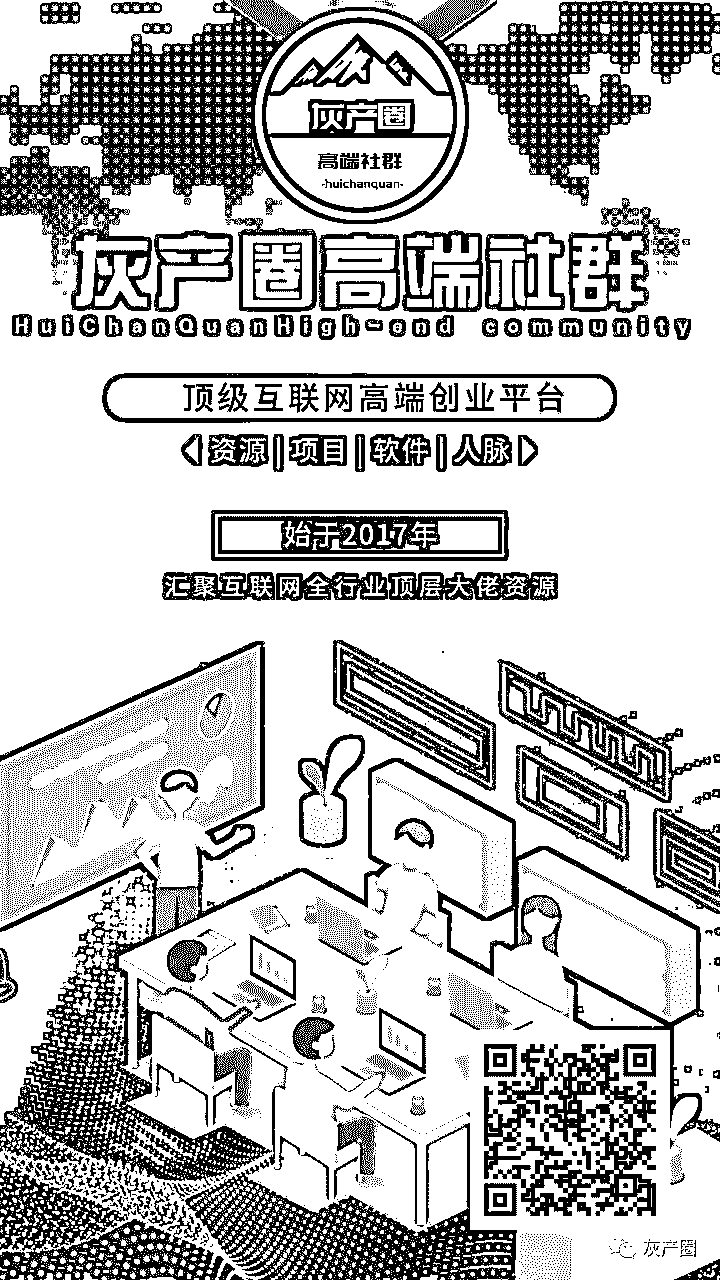 灰产圈
高端社群
-huichanquan-
灰产圈高端社群
HuiChanQuanHigh-end community
顶级互联网高端创业平台
资源|项目|软件|人脉
始于2017年
汇聚互联网全行业顶层大佬资源
灰产圈